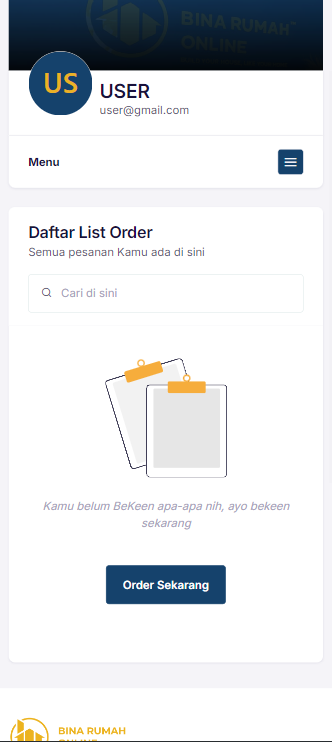 BINA RUMAH
ONLINE
US
USER
user@gmail.com
Menu
Daftar List Order
Semua pesanan Kamu ada di sini
Cari di sini
Kamu belum BeKeen apa-apa nih, ayo bekeen
sekarang
Order Sekarang
BINA RUMAH
ONLINE